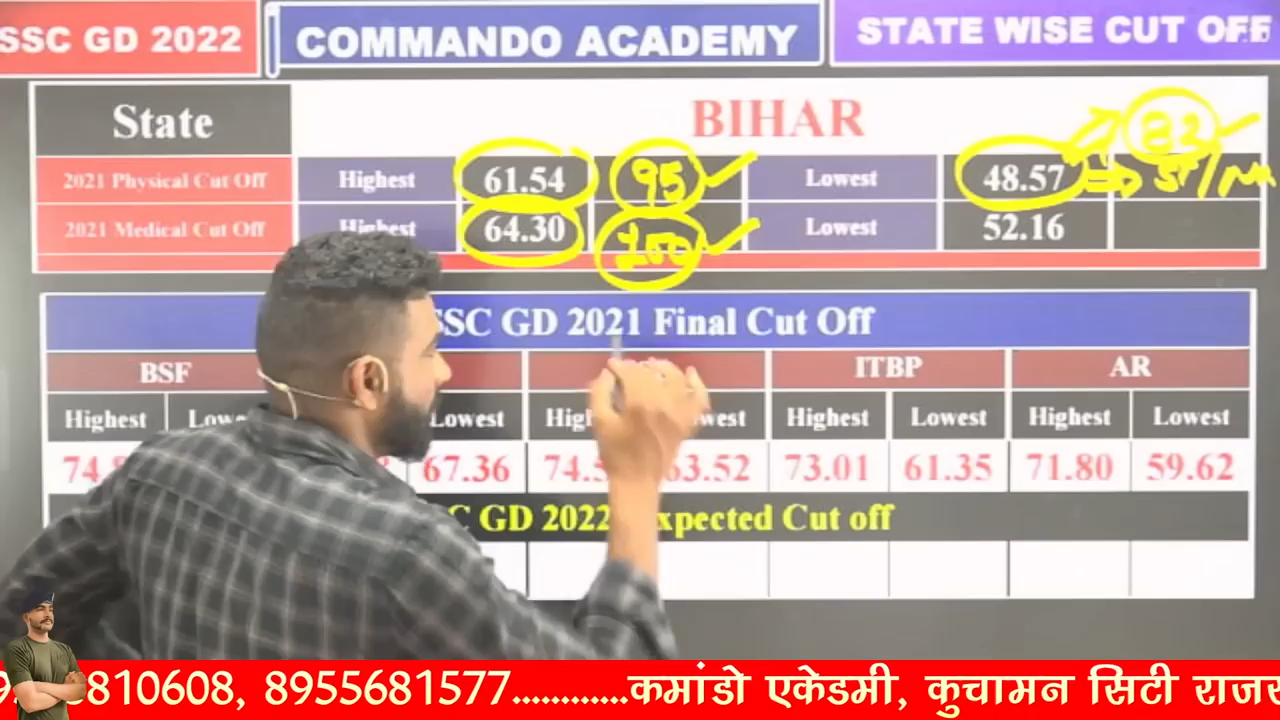 SSC GD 2022 COMMANDO ACADEMY STATE WISE CUT OFF
State BIHAR
2021 Physical Cut Off Highest 61.54 95 Lowest 48.57
2021 Medical Cut Off Highest 64.30 Lowest 52.16
SSC GD 2021 Final Cut Off
BSF ITBP AR
Highest Lowest Highest Lowest Highest Lowest
67.36 73.01 61.35 71.80 59.62
GD 2022 Cut off
8955681577............कमांडो एकेडमी, कुचामन सिटी